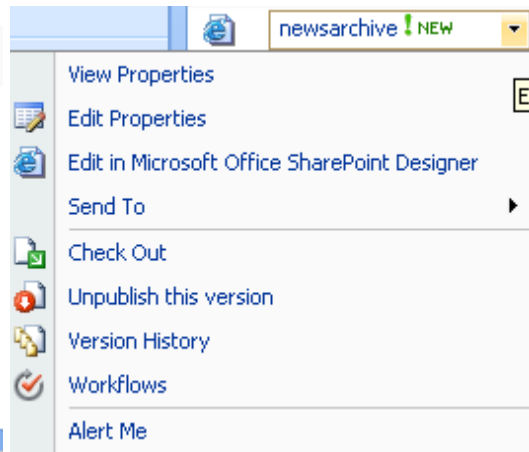 newsarchive ! NEW
View Properties
E
Edit Properties
Edit in Microsoft Office SharePoint Designer
Send To
Check Out
Unpublish this version
Version History
Workflows
Alert Me